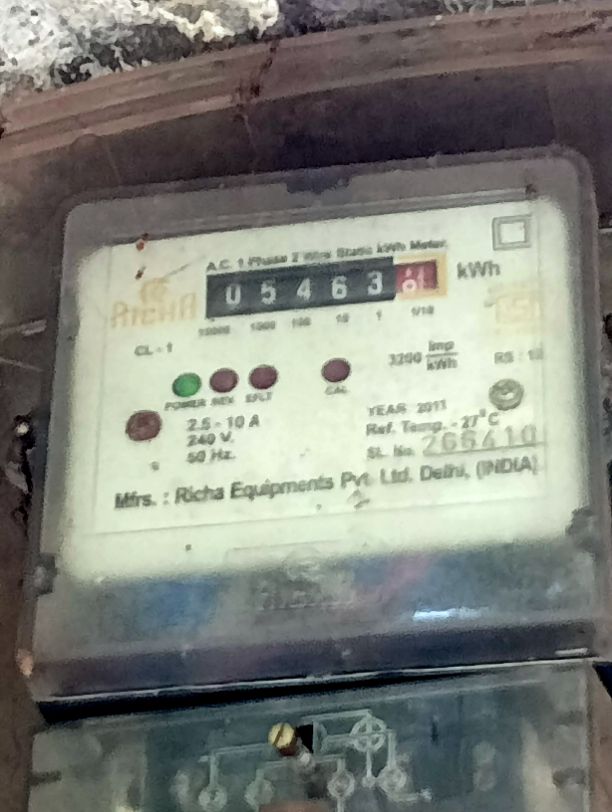 A.C. 1 Phase 2 Wire Static kWh Meter
0 5 4 6 3 kWh
RICHA
10000 1000 100 10 1 1/10
CL - 1
3200 imp/kWh
POWER REV E/LT CAL
2.5 - 10 A
240 V.
50 Hz.
YEAR 2011
Ref. Temp. - 27°C
SL. No. 266410
Mfrs. : Richa Equipments Pvt. Ltd. Delhi, (INDIA)